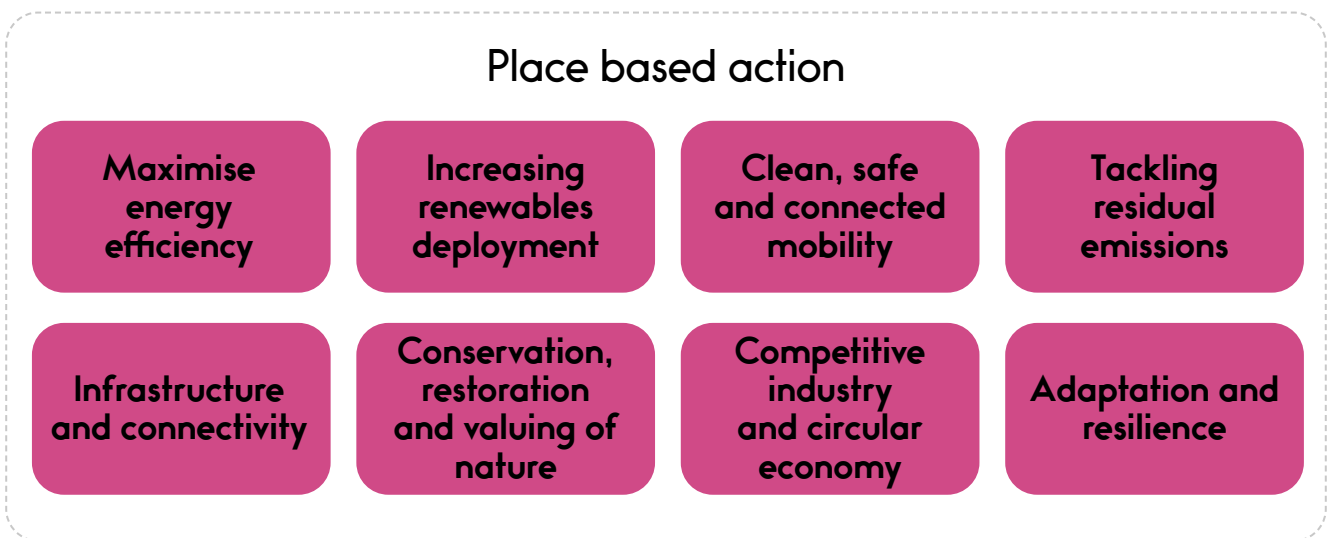 Place based action
Maximise
energy
efficiency
Increasing
renewables
deployment
Clean, safe
and connected
mobility
Tackling
residual
emissions
Infrastructure
and connectivity
Conservation,
restoration
and valuing of
nature
Competitive
industry
and circular
economy
Adaptation and
resilience